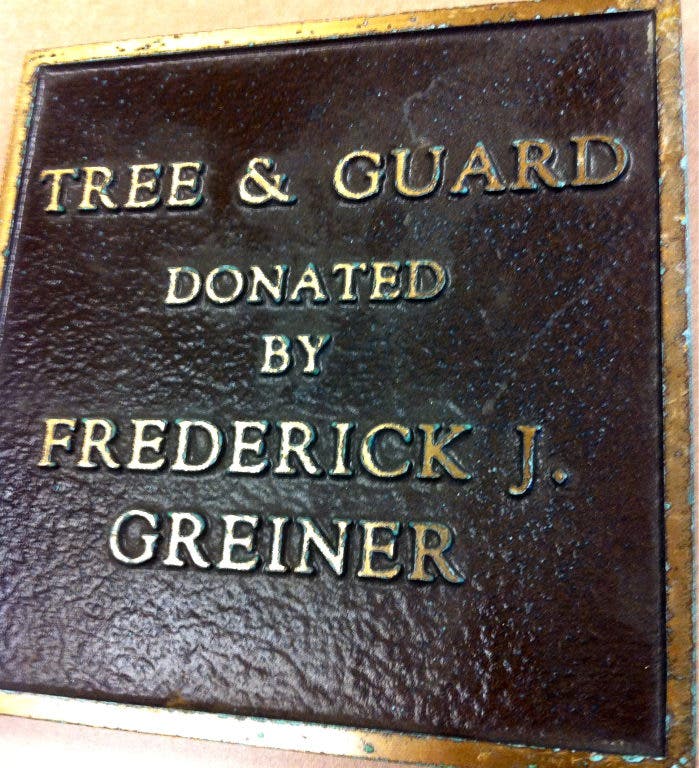 TREE & GUARD
DONATED
BY
FREDERICK J.
GREINER